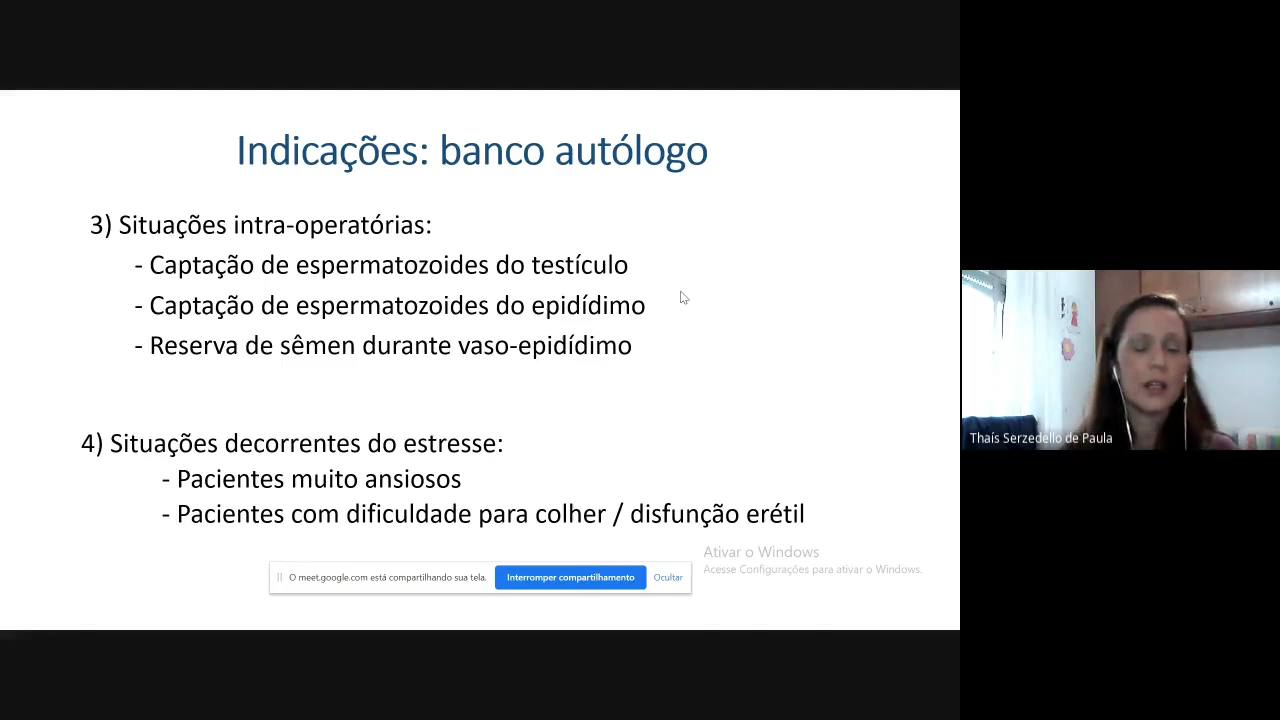 Indicações: banco autólogo
3) Situações intra-operatórias:
- Captação de espermatozoides do testículo
- Captação de espermatozoides do epidídimo
- Reserva de sêmen durante vaso-epidídimo
4) Situações decorrentes do estresse:
- Pacientes muito ansiosos
- Pacientes com dificuldade para colher / disfunção erétil
Ativar o Windows
Acesse Configurações para ativar o Windows.
O meet.google.com está compartilhando sua tela.
Interromper compartilhamento
Ocultar
Thaís Serzedello de Paula